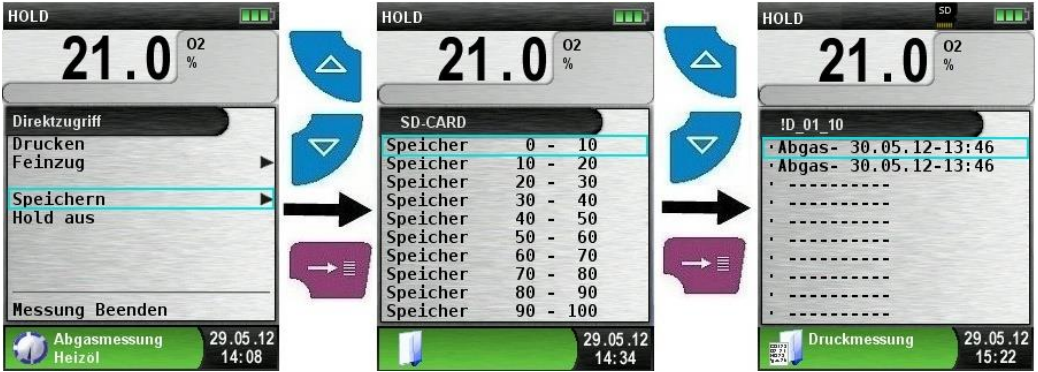 HOLD
21.0 O2
%
Direktzugriff
Drucken
Feinzug
Speichern
Hold aus
Messung Beenden
Abgasmessung 29.05.12
Heizöl 14:08
HOLD
21.0 O2
%
SD-CARD
Speicher 0 - 10
Speicher 10 - 20
Speicher 20 - 30
Speicher 30 - 40
Speicher 40 - 50
Speicher 50 - 60
Speicher 60 - 70
Speicher 70 - 80
Speicher 80 - 90
Speicher 90 - 100
29.05.12
14:34
HOLD SD
21.0 O2
%
!D_01_10
·Abgas- 30.05.12-13:46
·Abgas- 30.05.12-13:46
· ----------
· ----------
· ----------
· ----------
· ----------
· ----------
· ----------
· ----------
Druckmessung 29.05.12
15:22